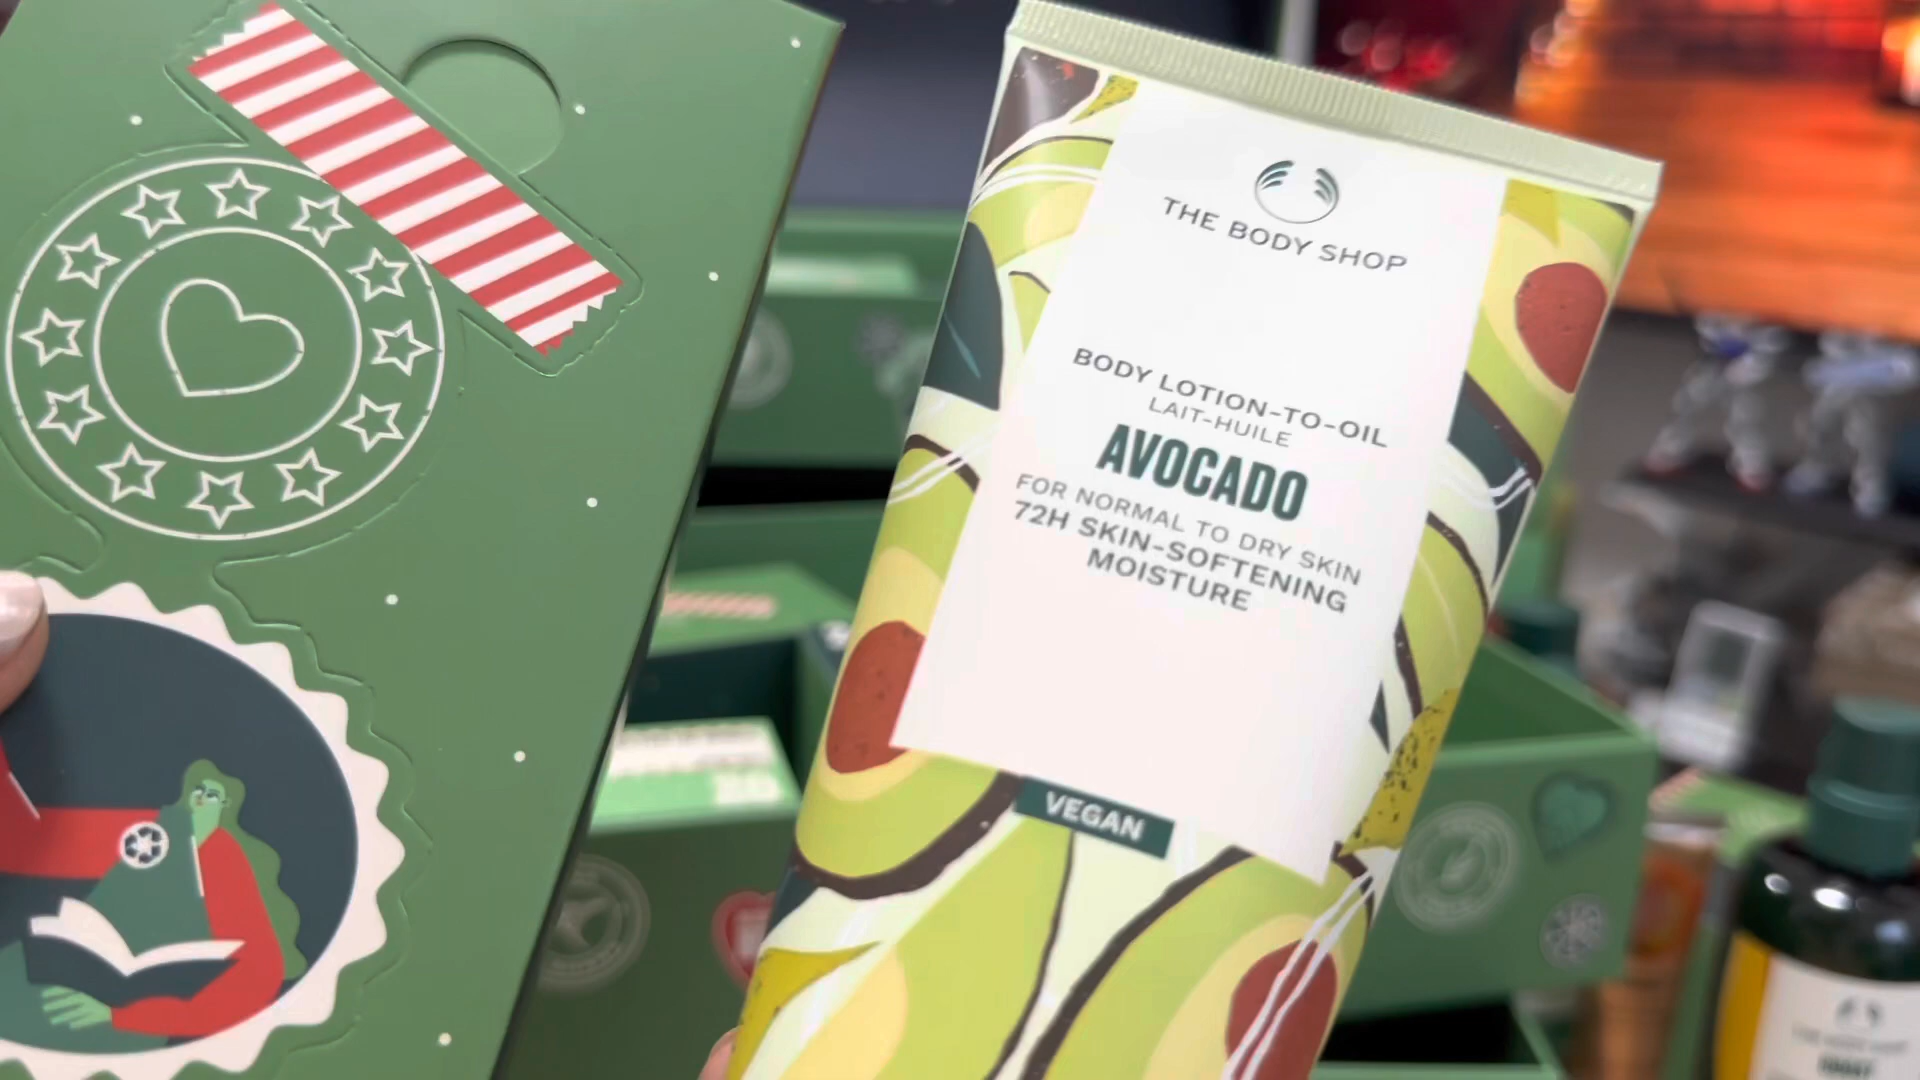 THE BODY SHOP
BODY LOTION-TO-OIL
LAIT-HUILE
AVOCADO
FOR NORMAL TO DRY SKIN
72H SKIN-SOFTENING
MOISTURE
VEGAN